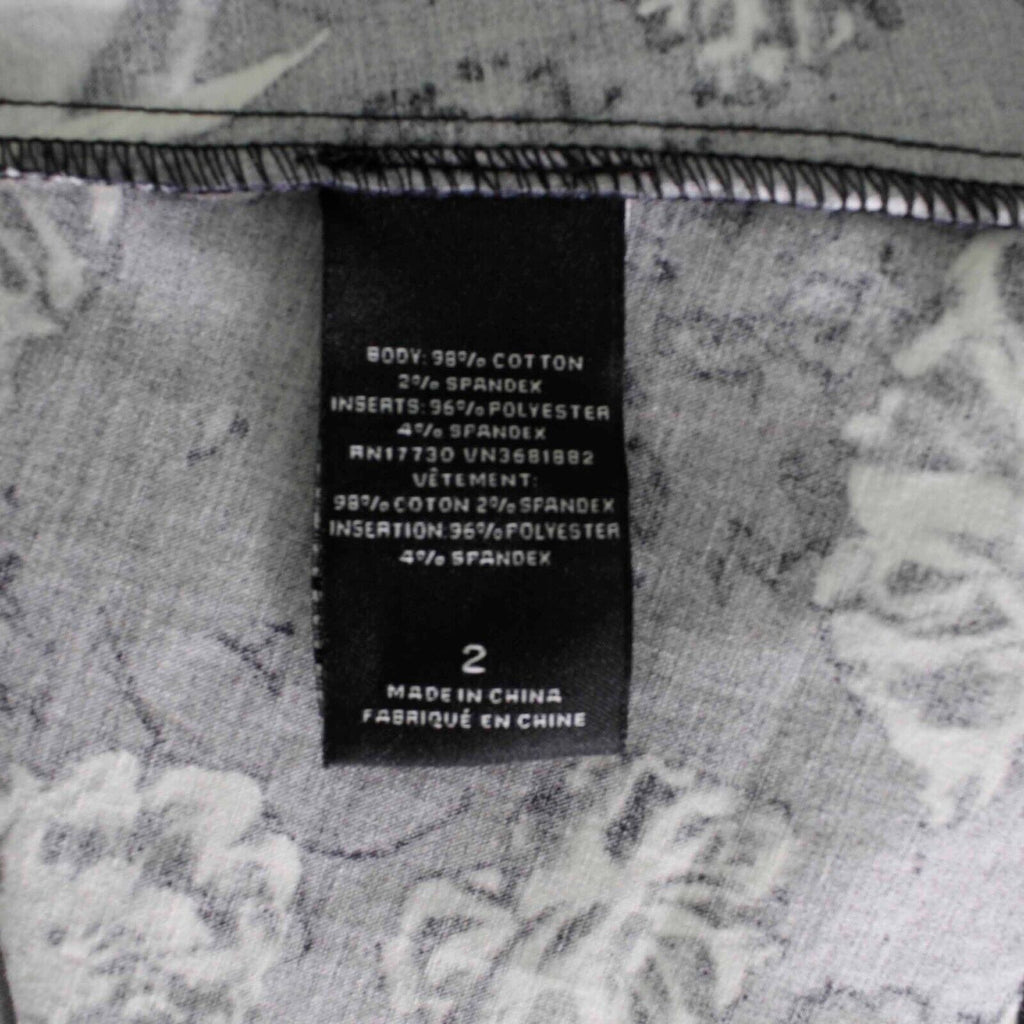 BODY: 98% COTTON
2% SPANDEX
INSERTS: 96% POLYESTER
4% SPANDEX
RN17730 VN3681882
VÊTEMENT:
98% COTON 2% SPANDEX
INSERTION 96% POLYESTER
4% SPANDEX
2
MADE IN CHINA
FABRIQUÉ EN CHINE